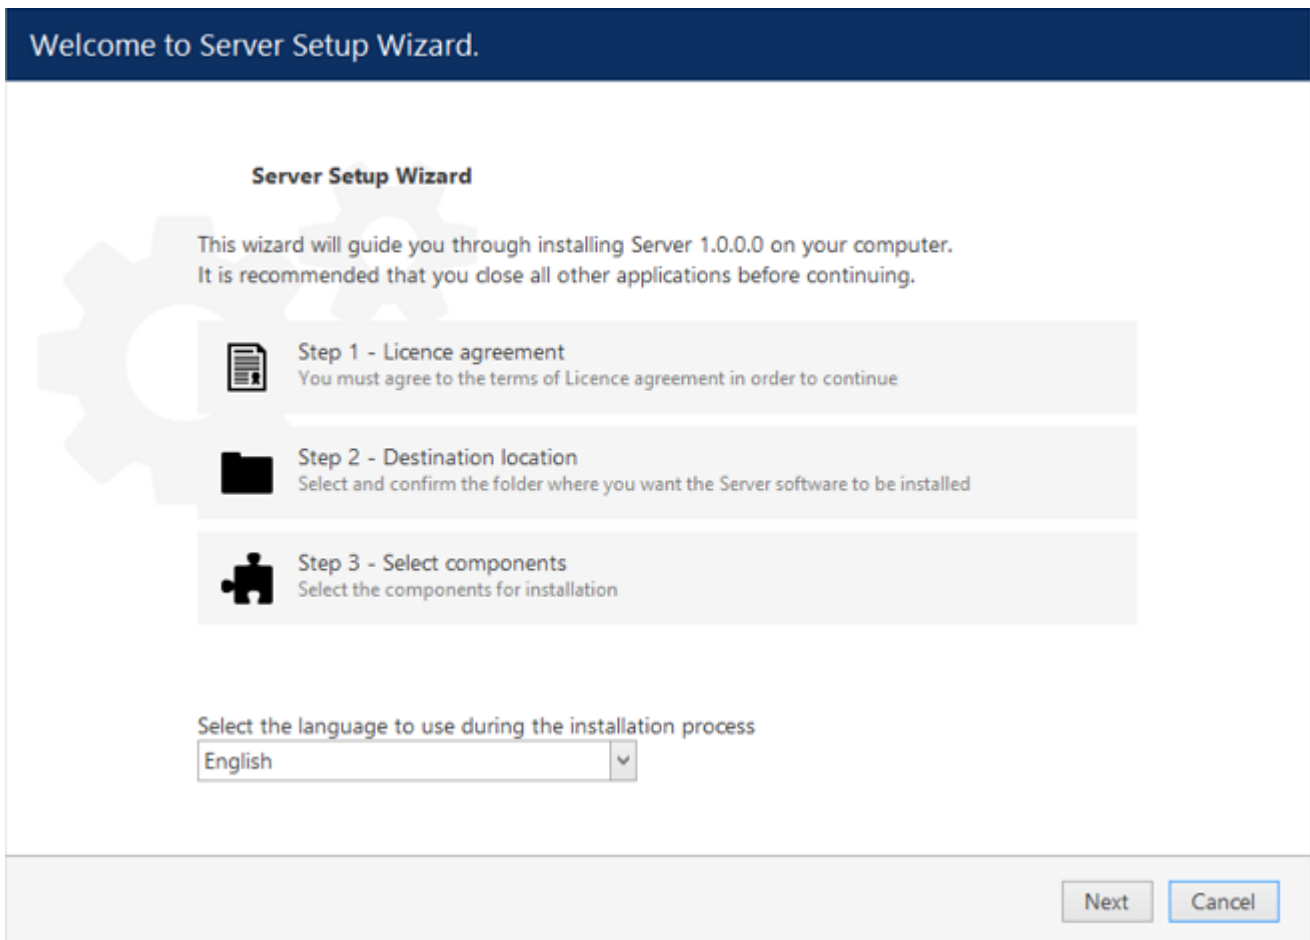 Welcome to Server Setup Wizard.
Server Setup Wizard
This wizard will guide you through installing Server 1.0.0.0 on your computer.
It is recommended that you close all other applications before continuing.
Step 1 - Licence agreement
You must agree to the terms of Licence agreement in order to continue
Step 2 - Destination location
Select and confirm the folder where you want the Server software to be installed
Step 3 - Select components
Select the components for installation
Select the language to use during the installation process
English
Next
Cancel